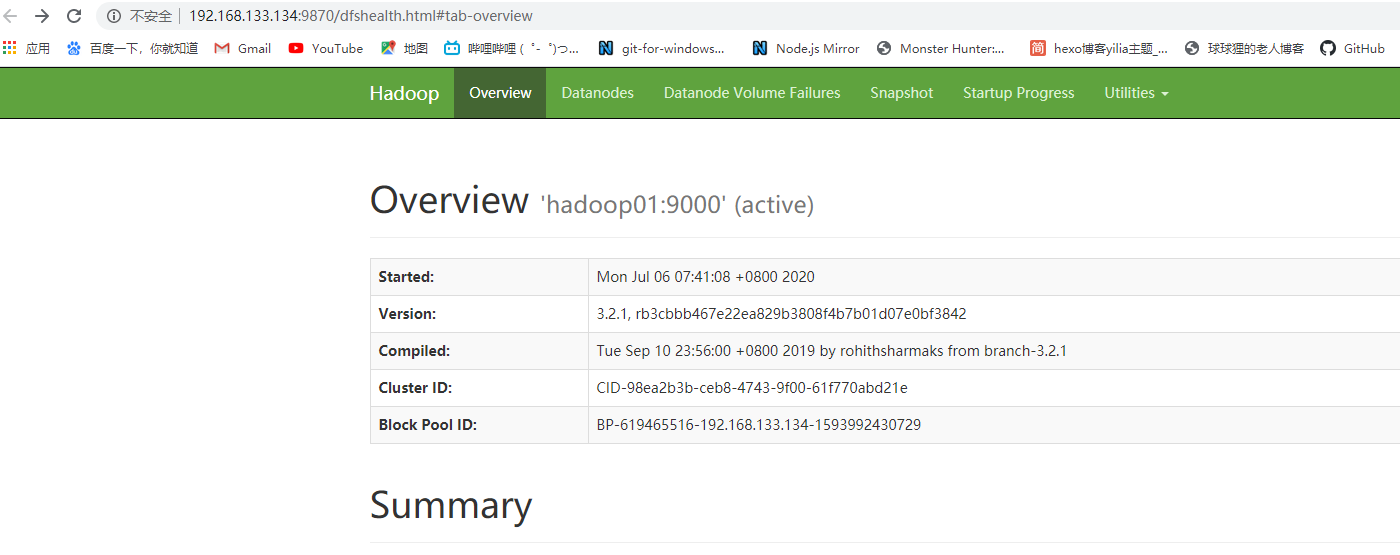 不安全 192.168.133.134:9870/dfshealth.html#tab-overview
应用 百度一下，你就知道 Gmail YouTube 地图 哔哩哔哩 ( ゜- ゜)つ... git-for-windows... Node.js Mirror Monster Hunter:... 简 hexo博客yilia主题_... 球球狸的老人博客 GitHub
Hadoop Overview Datanodes Datanode Volume Failures Snapshot Startup Progress Utilities
Overview 'hadoop01:9000' (active)
Started: Mon Jul 06 07:41:08 +0800 2020
Version: 3.2.1, rb3cbbb467e22ea829b3808f4b7b01d07e0bf3842
Compiled: Tue Sep 10 23:56:00 +0800 2019 by rohithsharmaks from branch-3.2.1
Cluster ID: CID-98ea2b3b-ceb8-4743-9f00-61f770abd21e
Block Pool ID: BP-619465516-192.168.133.134-1593992430729
Summary